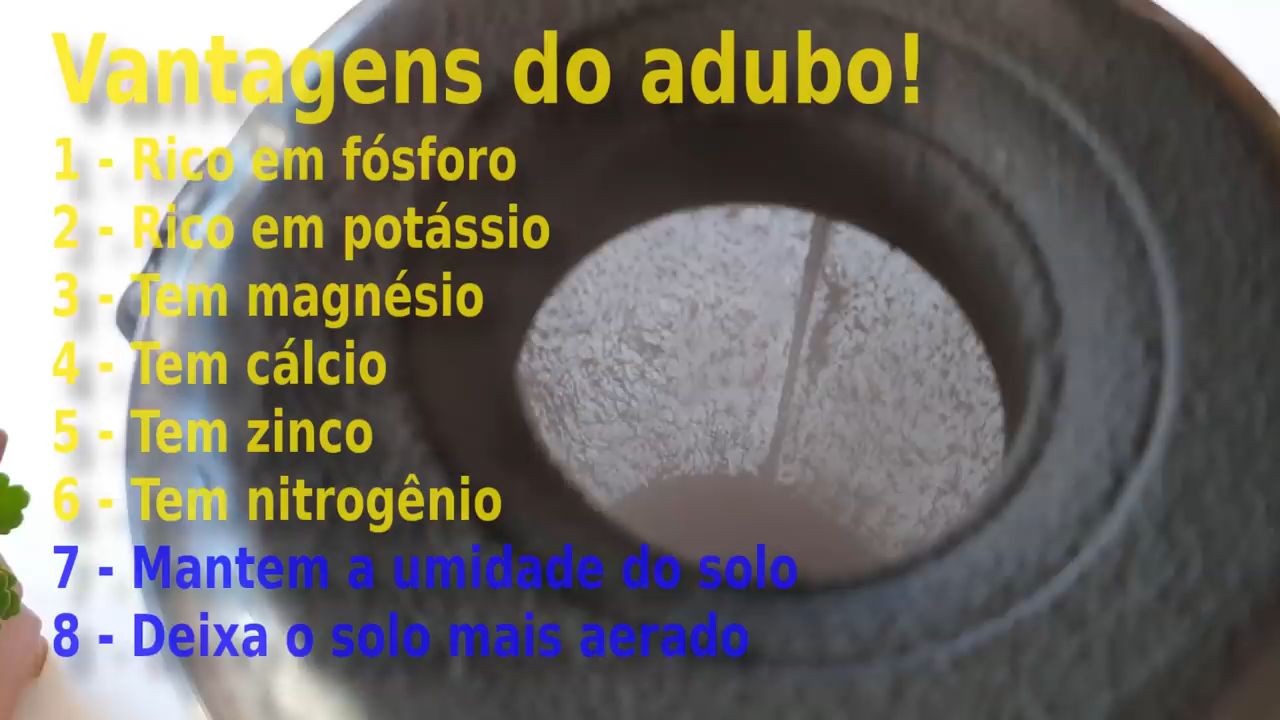 Vantagens do adubo!
1 - Rico em fósforo
2 - Rico em potássio
3 - Tem magnésio
4 - Tem cálcio
5 - Tem zinco
6 - Tem nitrogênio
7 - Mantem a umidade do solo
8 - Deixa o solo mais aerado